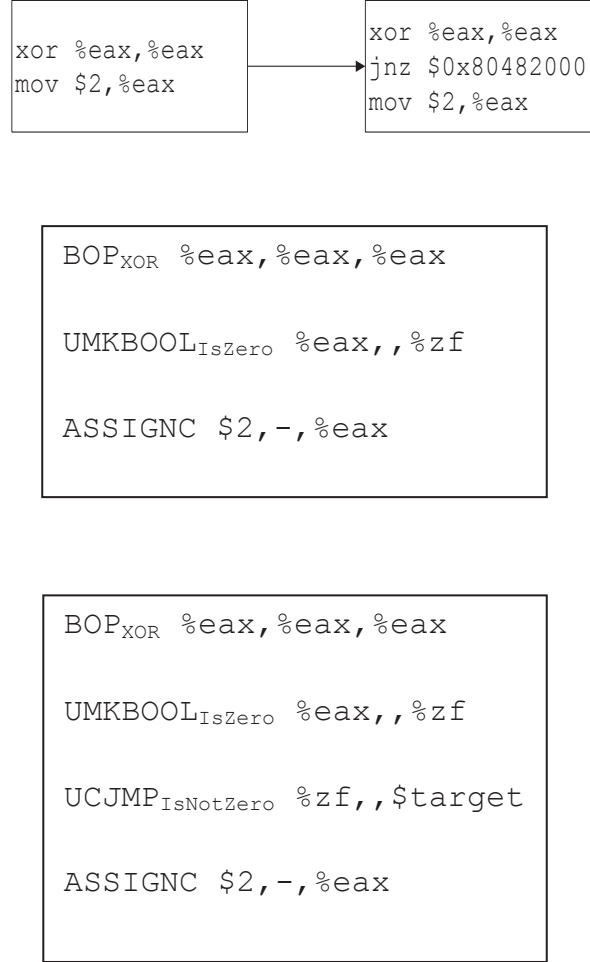 xor %eax,%eax
mov $2,%eax
xor %eax,%eax
jnz $0x80482000
mov $2,%eax
BOPXOR %eax,%eax,%eax
UMKBOOLIsZero %eax,,%zf
ASSIGNC $2,-,%eax
BOPXOR %eax,%eax,%eax
UMKBOOLIsZero %eax,,%zf
UCJMPIsNotZero %zf,,$target
ASSIGNC $2,-,%eax